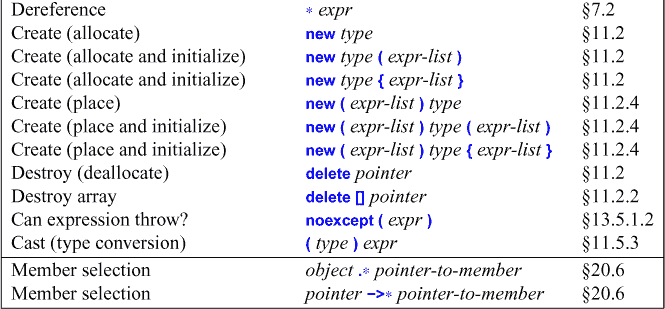 Dereference * expr §7.2
Create (allocate) new type §11.2
Create (allocate and initialize) new type ( expr-list ) §11.2
Create (allocate and initialize) new type { expr-list } §11.2
Create (place) new ( expr-list ) type §11.2.4
Create (place and initialize) new ( expr-list ) type ( expr-list ) §11.2.4
Create (place and initialize) new ( expr-list ) type { expr-list } §11.2.4
Destroy (deallocate) delete pointer §11.2
Destroy array delete [] pointer §11.2.2
Can expression throw? noexcept ( expr ) §13.5.1.2
Cast (type conversion) ( type ) expr §11.5.3
Member selection object .* pointer-to-member §20.6
Member selection pointer −>* pointer-to-member §20.6